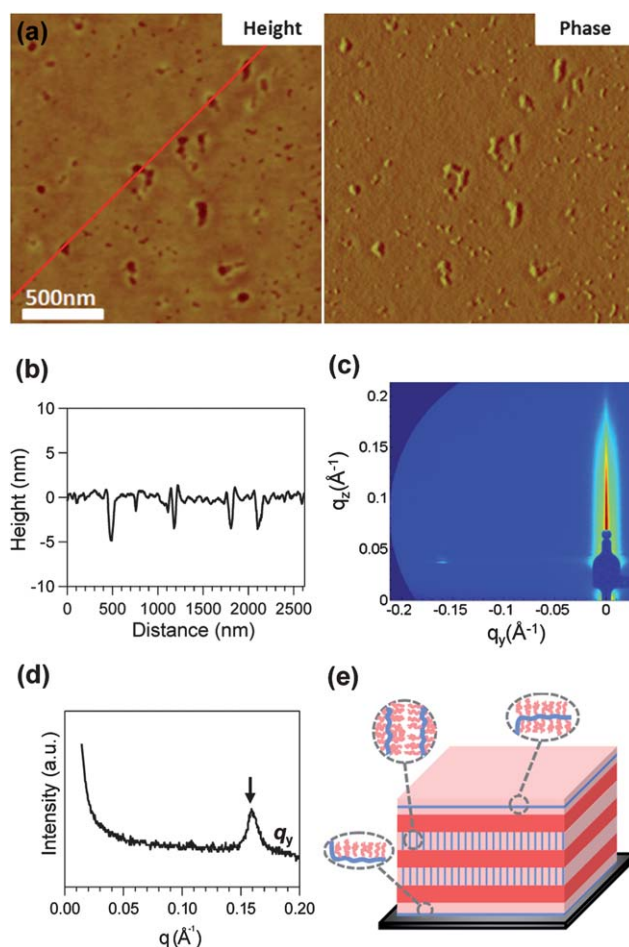 (a)
Height
Phase
500nm
(b)
10
5
0
-5
-10
Height (nm)
0 500 1000 1500 2000 2500
Distance (nm)
(c)
0.2
0.15
0.1
0.05
0
qz(Å-1)
-0.2 -0.15 -0.1 -0.05 0
qy(Å-1)
(d)
Intensity (a.u.)
qy
0.00 0.05 0.10 0.15 0.20
q(Å-1)
(e)